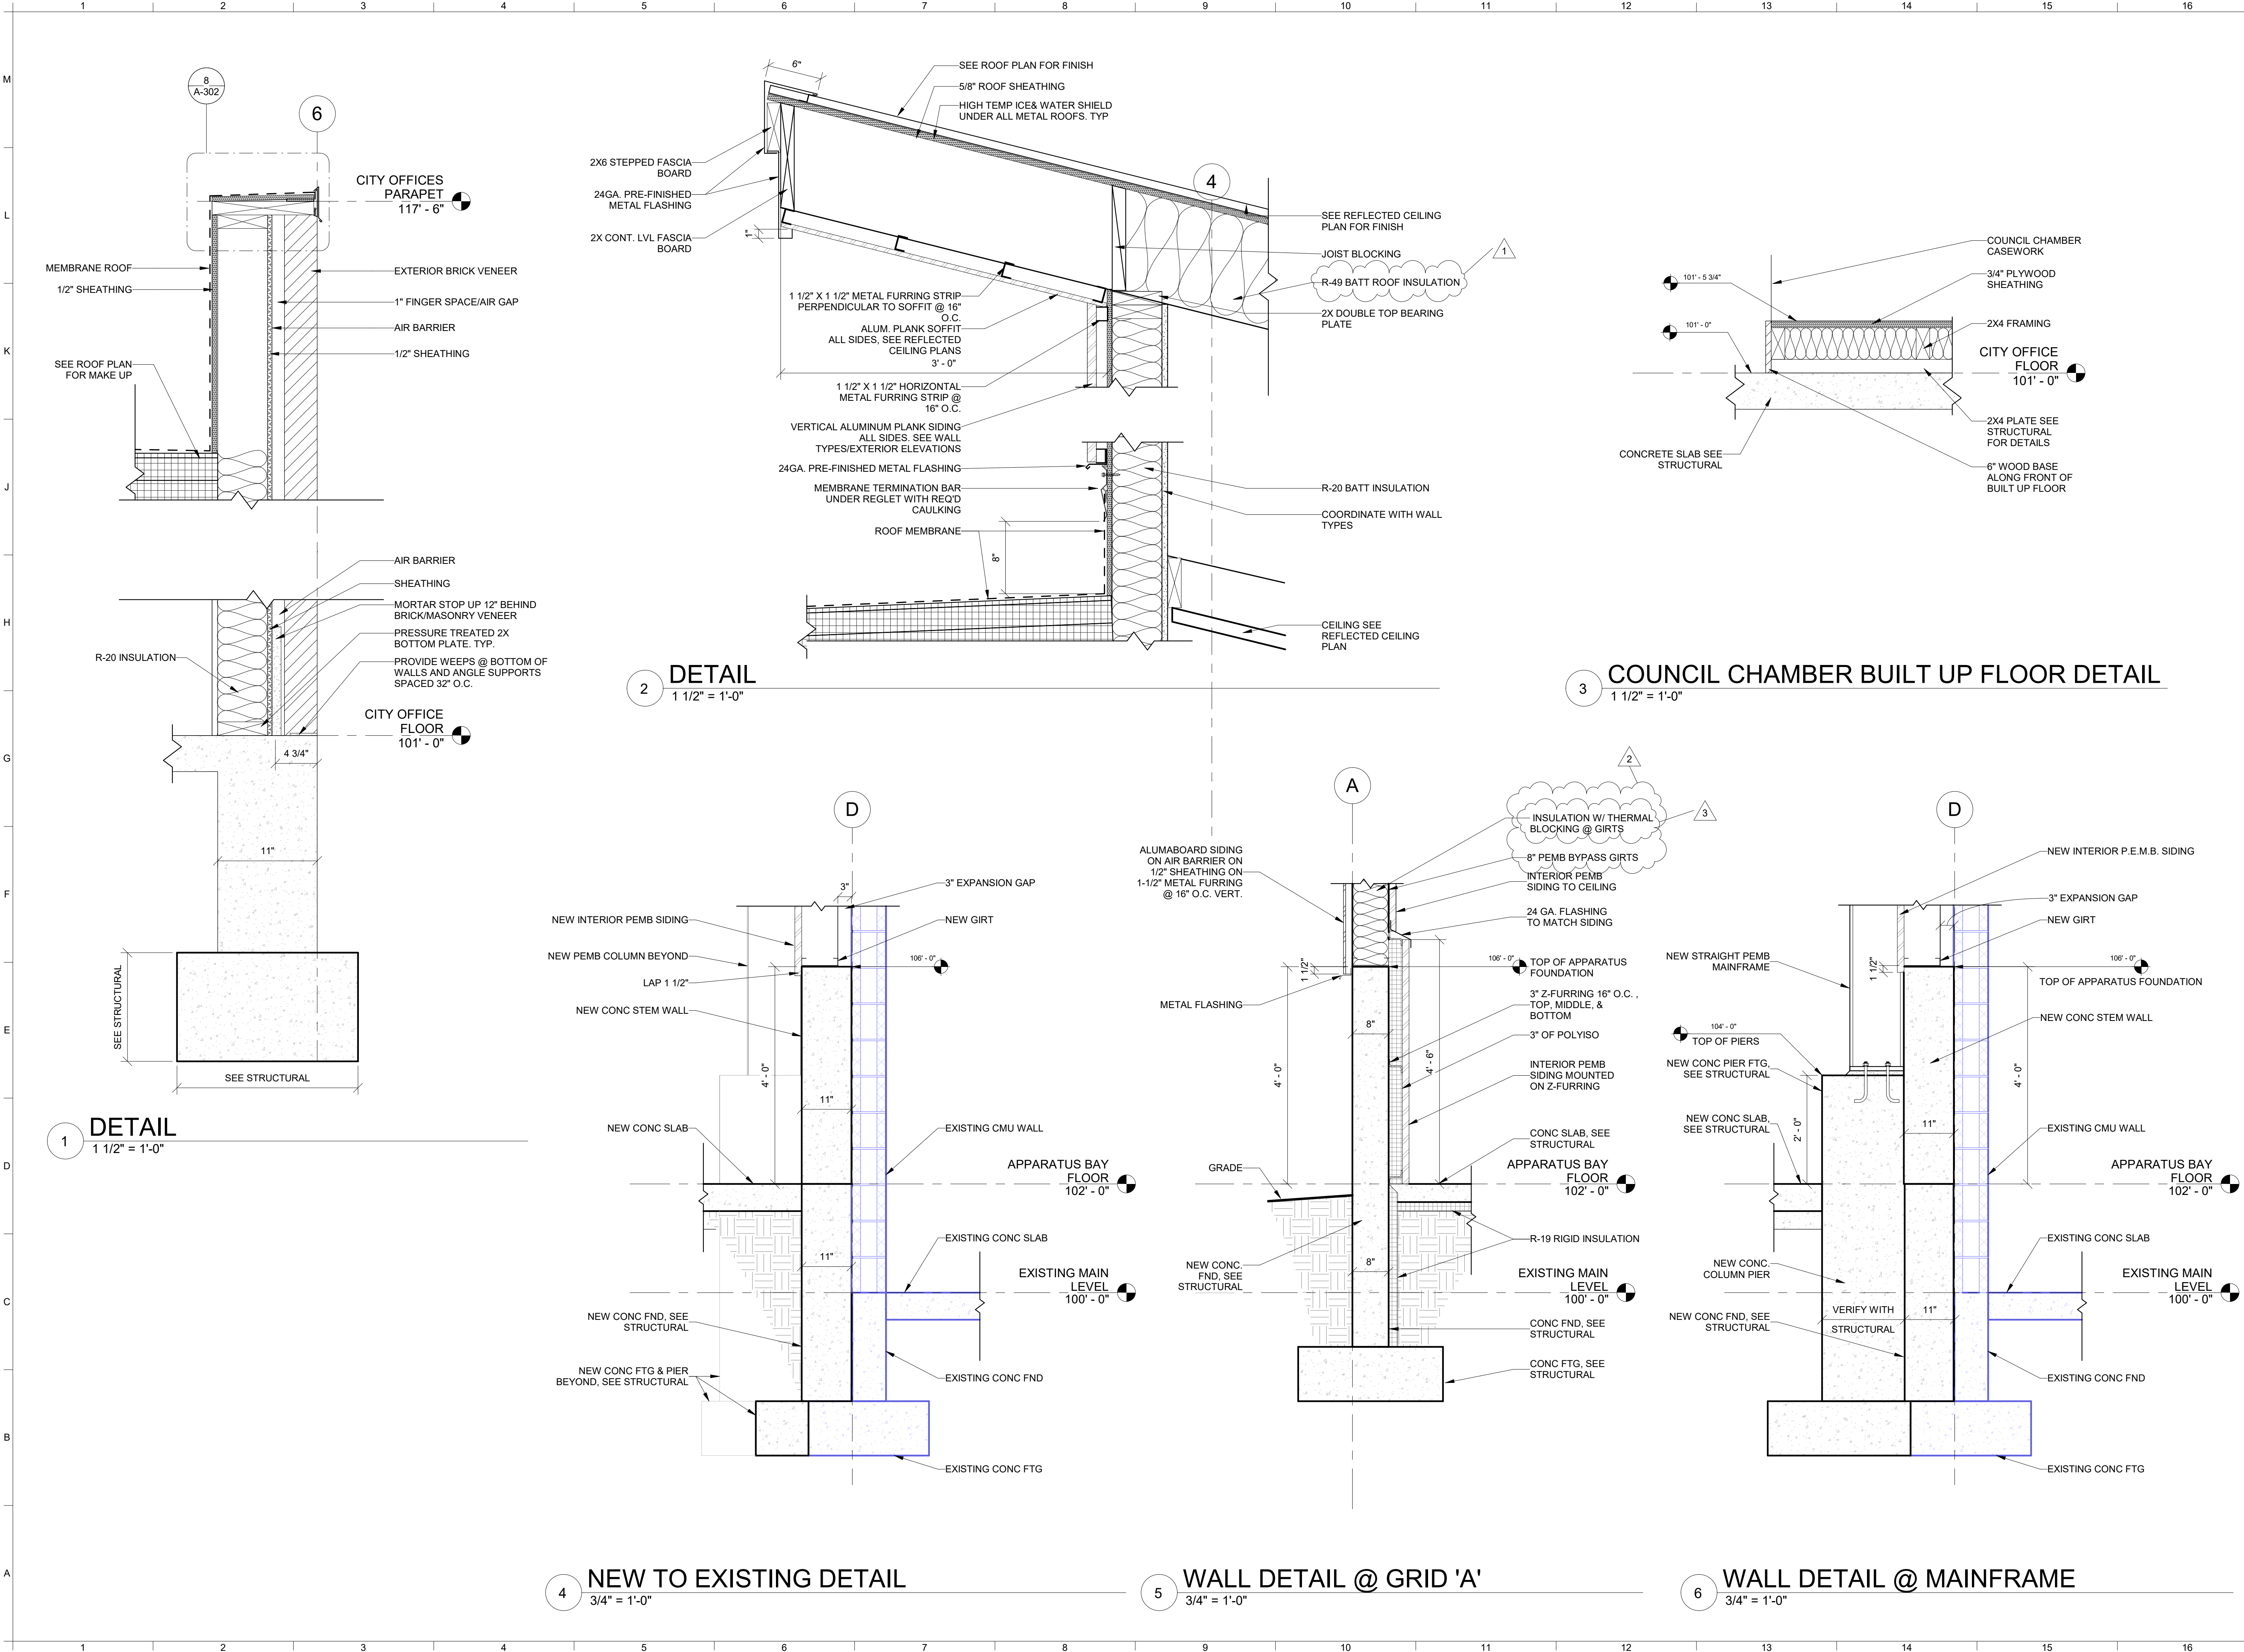 1 2 3 4 5 6 7 8 9 10 11 12 13 14 15 16
M
L
K
J
H
G
F
E
D
C
B
A
8
A-302
6
CITY OFFICES
PARAPET
117' - 6"
MEMBRANE ROOF
1/2" SHEATHING
SEE ROOF PLAN
FOR MAKE UP
EXTERIOR BRICK VENEER
1" FINGER SPACE/AIR GAP
AIR BARRIER
1/2" SHEATHING
AIR BARRIER
SHEATHING
MORTAR STOP UP 12" BEHIND
BRICK/MASONRY VENEER
PRESSURE TREATED 2X
BOTTOM PLATE. TYP.
PROVIDE WEEPS @ BOTTOM OF
WALLS AND ANGLE SUPPORTS
SPACED 32" O.C.
R-20 INSULATION
CITY OFFICE
FLOOR
101' - 0"
4 3/4"
11"
SEE STRUCTURAL
SEE STRUCTURAL
1
DETAIL
1 1/2" = 1'-0"
6"
SEE ROOF PLAN FOR FINISH
5/8" ROOF SHEATHING
HIGH TEMP ICE& WATER SHIELD
UNDER ALL METAL ROOFS. TYP
2X6 STEPPED FASCIA
BOARD
24GA. PRE-FINISHED
METAL FLASHING
2X CONT. LVL FASCIA
BOARD
1"
4
SEE REFLECTED CEILING
PLAN FOR FINISH
JOIST BLOCKING
1
R-49 BATT ROOF INSULATION
2X DOUBLE TOP BEARING
PLATE
1 1/2" X 1 1/2" METAL FURRING STRIP
PERPENDICULAR TO SOFFIT @ 16"
O.C.
ALUM. PLANK SOFFIT
ALL SIDES, SEE REFLECTED
CEILING PLANS
3' - 0"
1 1/2" X 1 1/2" HORIZONTAL
METAL FURRING STRIP @
16" O.C.
VERTICAL ALUMINUM PLANK SIDING
ALL SIDES. SEE WALL
TYPES/EXTERIOR ELEVATIONS
24GA. PRE-FINISHED METAL FLASHING
MEMBRANE TERMINATION BAR
UNDER REGLET WITH REQ'D
CAULKING
ROOF MEMBRANE
8"
R-20 BATT INSULATION
COORDINATE WITH WALL
TYPES
CEILING SEE
REFLECTED CEILING
PLAN
2
DETAIL
1 1/2" = 1'-0"
COUNCIL CHAMBER
CASEWORK
3/4" PLYWOOD
SHEATHING
2X4 FRAMING
101' - 5 3/4"
101' - 0"
CITY OFFICE
FLOOR
101' - 0"
2X4 PLATE SEE
STRUCTURAL
FOR DETAILS
CONCRETE SLAB SEE
STRUCTURAL
6" WOOD BASE
ALONG FRONT OF
BUILT UP FLOOR
3
COUNCIL CHAMBER BUILT UP FLOOR DETAIL
1 1/2" = 1'-0"
D
3"
3" EXPANSION GAP
NEW INTERIOR PEMB SIDING
NEW GIRT
NEW PEMB COLUMN BEYOND
106' - 0"
LAP 1 1/2"
NEW CONC STEM WALL
4' - 0"
11"
NEW CONC SLAB
EXISTING CMU WALL
APPARATUS BAY
FLOOR
102' - 0"
EXISTING CONC SLAB
11"
EXISTING MAIN
LEVEL
100' - 0"
NEW CONC FND, SEE
STRUCTURAL
NEW CONC FTG & PIER
BEYOND, SEE STRUCTURAL
EXISTING CONC FND
EXISTING CONC FTG
4
NEW TO EXISTING DETAIL
3/4" = 1'-0"
A
2
3
INSULATION W/ THERMAL
BLOCKING @ GIRTS
ALUMABOARD SIDING
ON AIR BARRIER ON
1/2" SHEATHING ON
1-1/2" METAL FURRING
@ 16" O.C. VERT.
8" PEMB BYPASS GIRTS
INTERIOR PEMB
SIDING TO CEILING
24 GA. FLASHING
TO MATCH SIDING
1 1/2"
106' - 0"
TOP OF APPARATUS
FOUNDATION
METAL FLASHING
3" Z-FURRING 16" O.C. ,
TOP, MIDDLE, &
BOTTOM
8"
3" OF POLYISO
4' - 0"
4' - 6"
INTERIOR PEMB
SIDING MOUNTED
ON Z-FURRING
CONC SLAB, SEE
STRUCTURAL
GRADE
APPARATUS BAY
FLOOR
102' - 0"
R-19 RIGID INSULATION
NEW CONC.
FND, SEE
STRUCTURAL
8"
EXISTING MAIN
LEVEL
100' - 0"
CONC FND, SEE
STRUCTURAL
CONC FTG, SEE
STRUCTURAL
5
WALL DETAIL @ GRID 'A'
3/4" = 1'-0"
D
NEW INTERIOR P.E.M.B. SIDING
3" EXPANSION GAP
NEW GIRT
NEW STRAIGHT PEMB
MAINFRAME
1 1/2"
106' - 0"
TOP OF APPARATUS FOUNDATION
104' - 0"
TOP OF PIERS
NEW CONC STEM WALL
NEW CONC PIER FTG,
SEE STRUCTURAL
4' - 0"
NEW CONC SLAB,
SEE STRUCTURAL
2' - 0"
11"
EXISTING CMU WALL
APPARATUS BAY
FLOOR
102' - 0"
EXISTING CONC SLAB
NEW CONC.
COLUMN PIER
EXISTING MAIN
LEVEL
100' - 0"
NEW CONC FND, SEE
STRUCTURAL
VERIFY WITH
STRUCTURAL
11"
EXISTING CONC FND
EXISTING CONC FTG
6
WALL DETAIL @ MAINFRAME
3/4" = 1'-0"
1 2 3 4 5 6 7 8 9 10 11 12 13 14 15 16